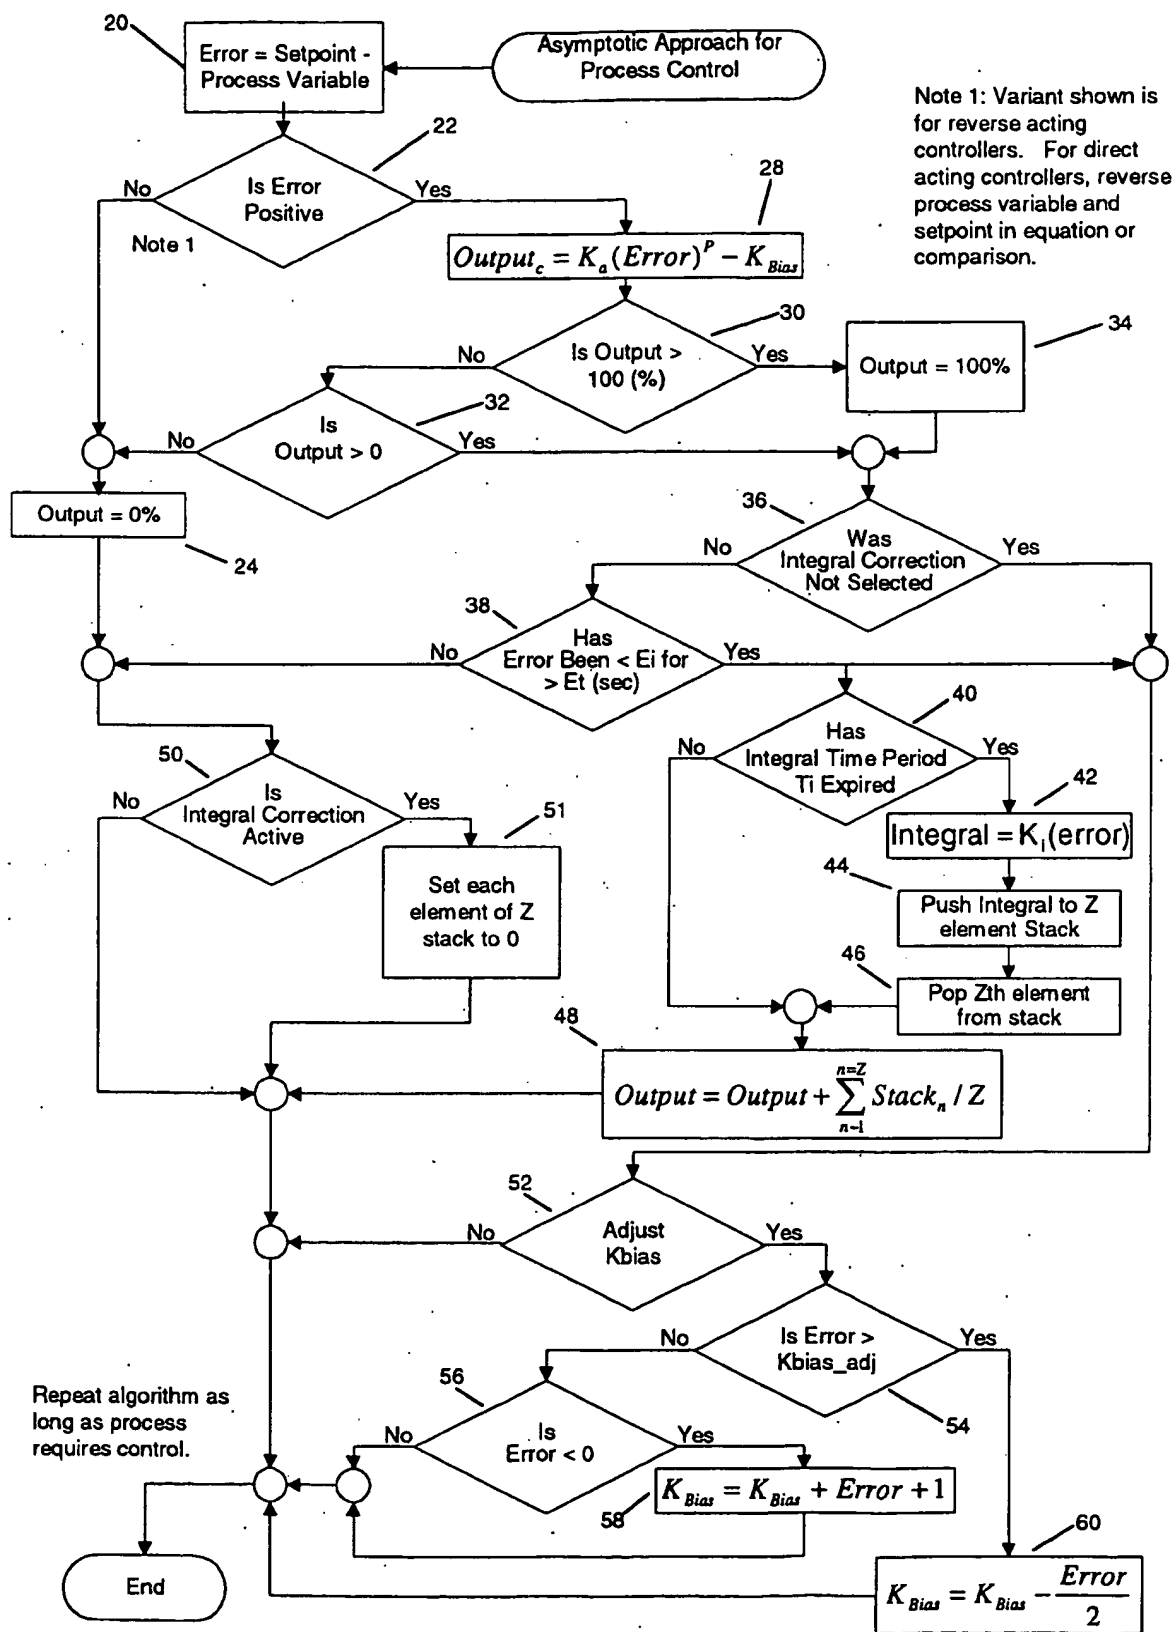 20
Error = Setpoint -
Process Variable
Asymptotic Approach for
Process Control
Note 1: Variant shown is
for reverse acting
controllers. For direct
acting controllers, reverse
process variable and
setpoint in equation or
comparison.
22
No
Is Error
Positive
Yes
Note 1
28
Output_c = K_a (Error)^P − K_Bias
30
No
Is Output >
100 (%)
Yes
34
Output = 100%
32
No
Is
Output > 0
Yes
Output = 0%
24
36
No
Was
Integral Correction
Not Selected
Yes
38
No
Has
Error Been < Ei for
> Et (sec)
Yes
40
No
Has
Integral Time Period
Ti Expired
Yes
42
Integral = K_i(error)
44
Push Integral to Z
element Stack
46
Pop Zth element
from stack
50
No
Is
Integral Correction
Active
Yes
51
Set each
element of Z
stack to 0
48
Output = Output + ∑_{n-1}^{n=Z} Stack_n / Z
52
No
Adjust
Kbias
Yes
No
Is Error >
Kbias_adj
Yes
54
56
No
Is
Error < 0
Yes
58
K_Bias = K_Bias + Error + 1
Repeat algorithm as
long as process
requires control.
60
K_Bias = K_Bias − Error / 2
End